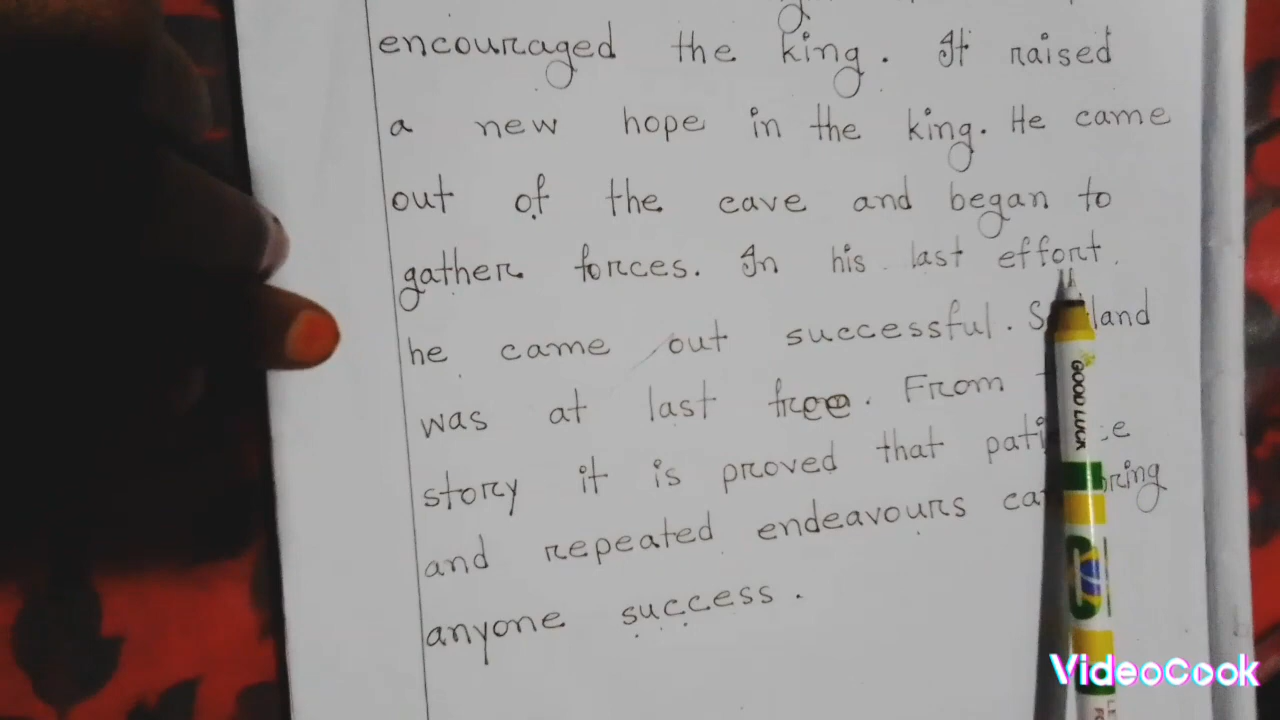 encouraged the king. It raised
a new hope in the king. He came
out of the cave and began to
gather forces. In his last effort.
he came out successful. land
was at last free. From
story it is proved that
and repeated endeavours bring
anyone success.
GOOD LUCK
VideoCook